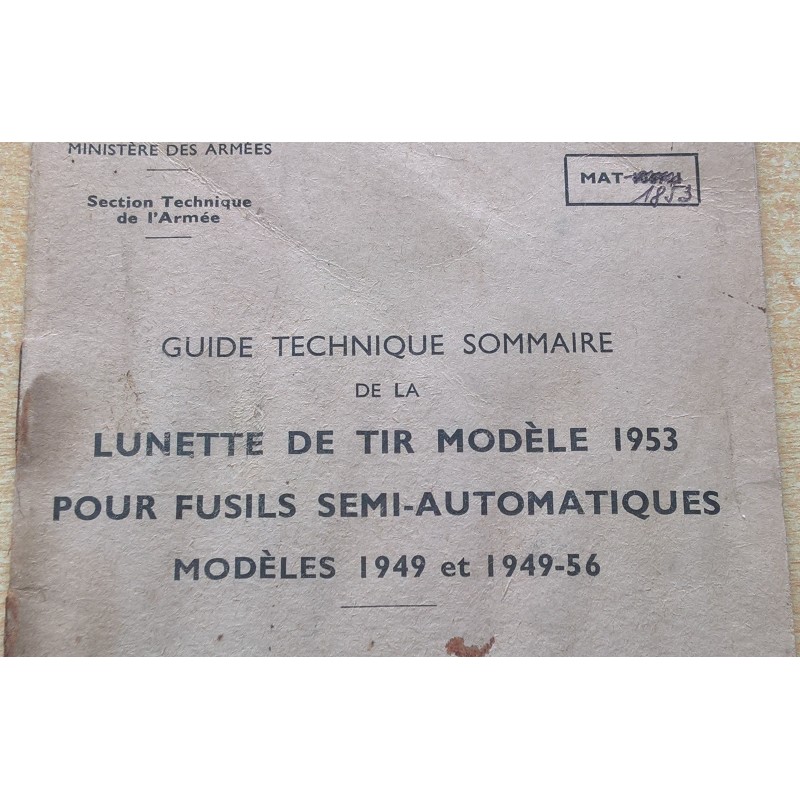 MINISTÈRE DES ARMÉES
Section Technique
de l'Armée
MAT-
1853
GUIDE TECHNIQUE SOMMAIRE
DE LA
LUNETTE DE TIR MODÈLE 1953
POUR FUSILS SEMI-AUTOMATIQUES
MODÈLES 1949 et 1949-56